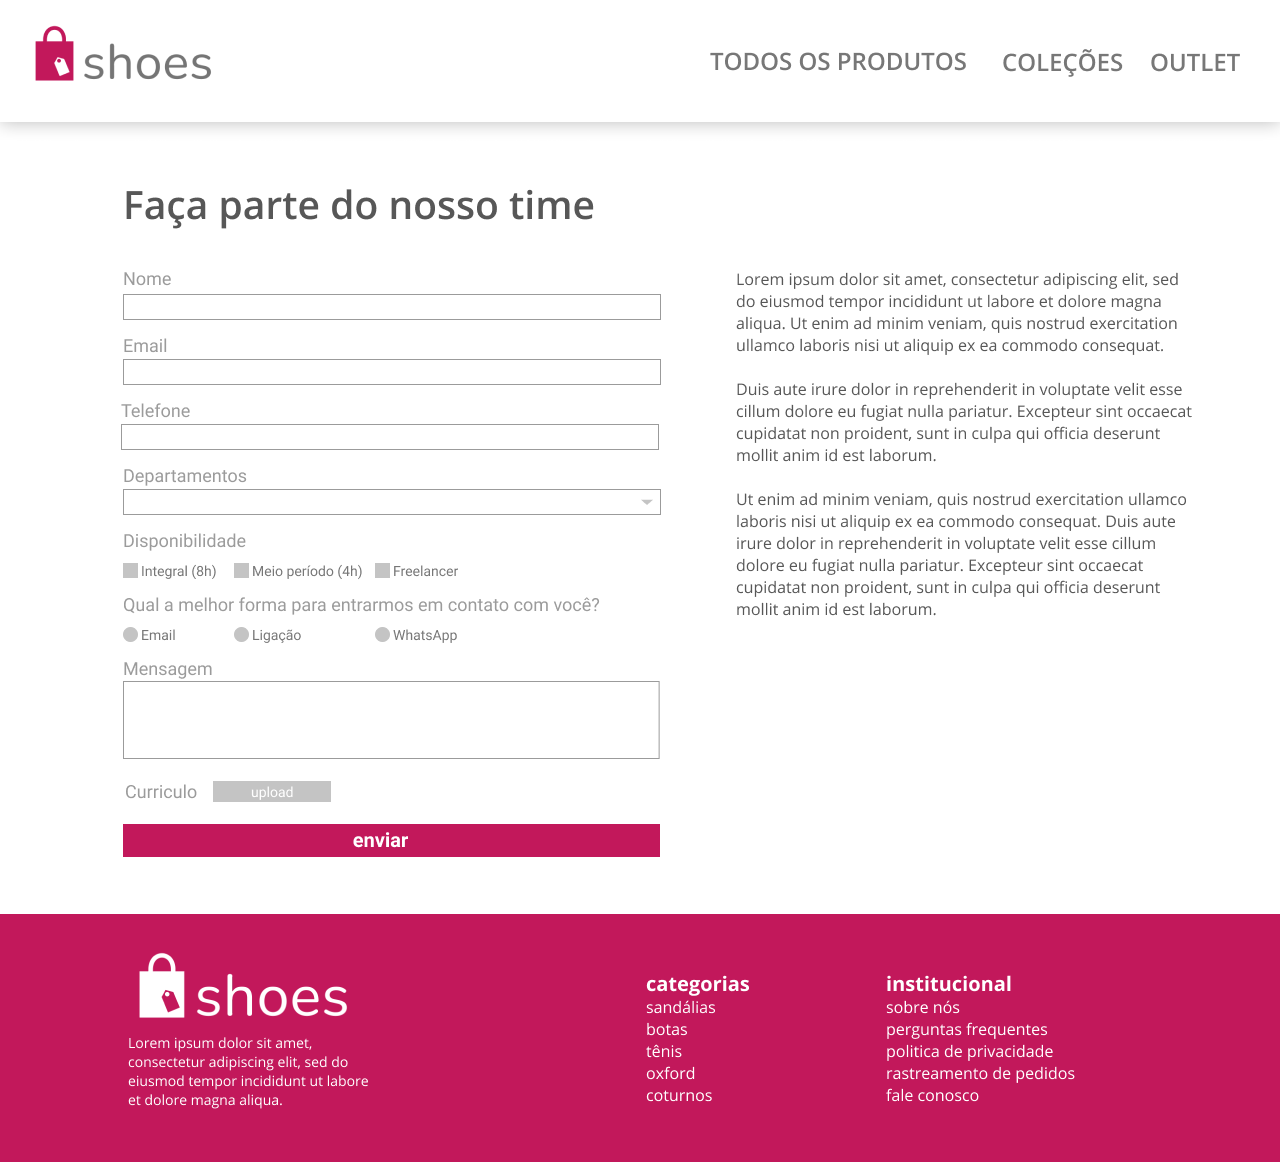 shoes
TODOS OS PRODUTOS COLEÇÕES OUTLET
Faça parte do nosso time
Nome
Email
Telefone
Departamentos
Disponibilidade
Integral (8h) Meio período (4h) Freelancer
Qual a melhor forma para entrarmos em contato com você?
Email Ligação WhatsApp
Mensagem
Curriculo upload
enviar
Lorem ipsum dolor sit amet, consectetur adipiscing elit, sed
do eiusmod tempor incididunt ut labore et dolore magna
aliqua. Ut enim ad minim veniam, quis nostrud exercitation
ullamco laboris nisi ut aliquip ex ea commodo consequat.
Duis aute irure dolor in reprehenderit in voluptate velit esse
cillum dolore eu fugiat nulla pariatur. Excepteur sint occaecat
cupidatat non proident, sunt in culpa qui officia deserunt
mollit anim id est laborum.
Ut enim ad minim veniam, quis nostrud exercitation ullamco
laboris nisi ut aliquip ex ea commodo consequat. Duis aute
irure dolor in reprehenderit in voluptate velit esse cillum
dolore eu fugiat nulla pariatur. Excepteur sint occaecat
cupidatat non proident, sunt in culpa qui officia deserunt
mollit anim id est laborum.
shoes
Lorem ipsum dolor sit amet,
consectetur adipiscing elit, sed do
eiusmod tempor incididunt ut labore
et dolore magna aliqua.
categorias
sandálias
botas
tênis
oxford
coturnos
institucional
sobre nós
perguntas frequentes
politica de privacidade
rastreamento de pedidos
fale conosco